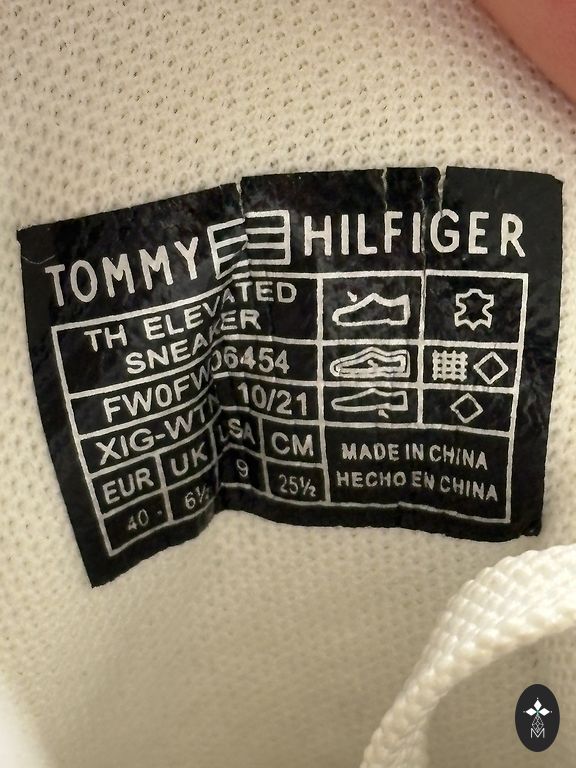 TOMMY HILFIGER
TH ELEVATED
SNEAKER
FW0FW06454
XIG-WTN 10/21
EUR UK USA CM
40 6½ 9 25½
MADE IN CHINA
HECHO EN CHINA
M